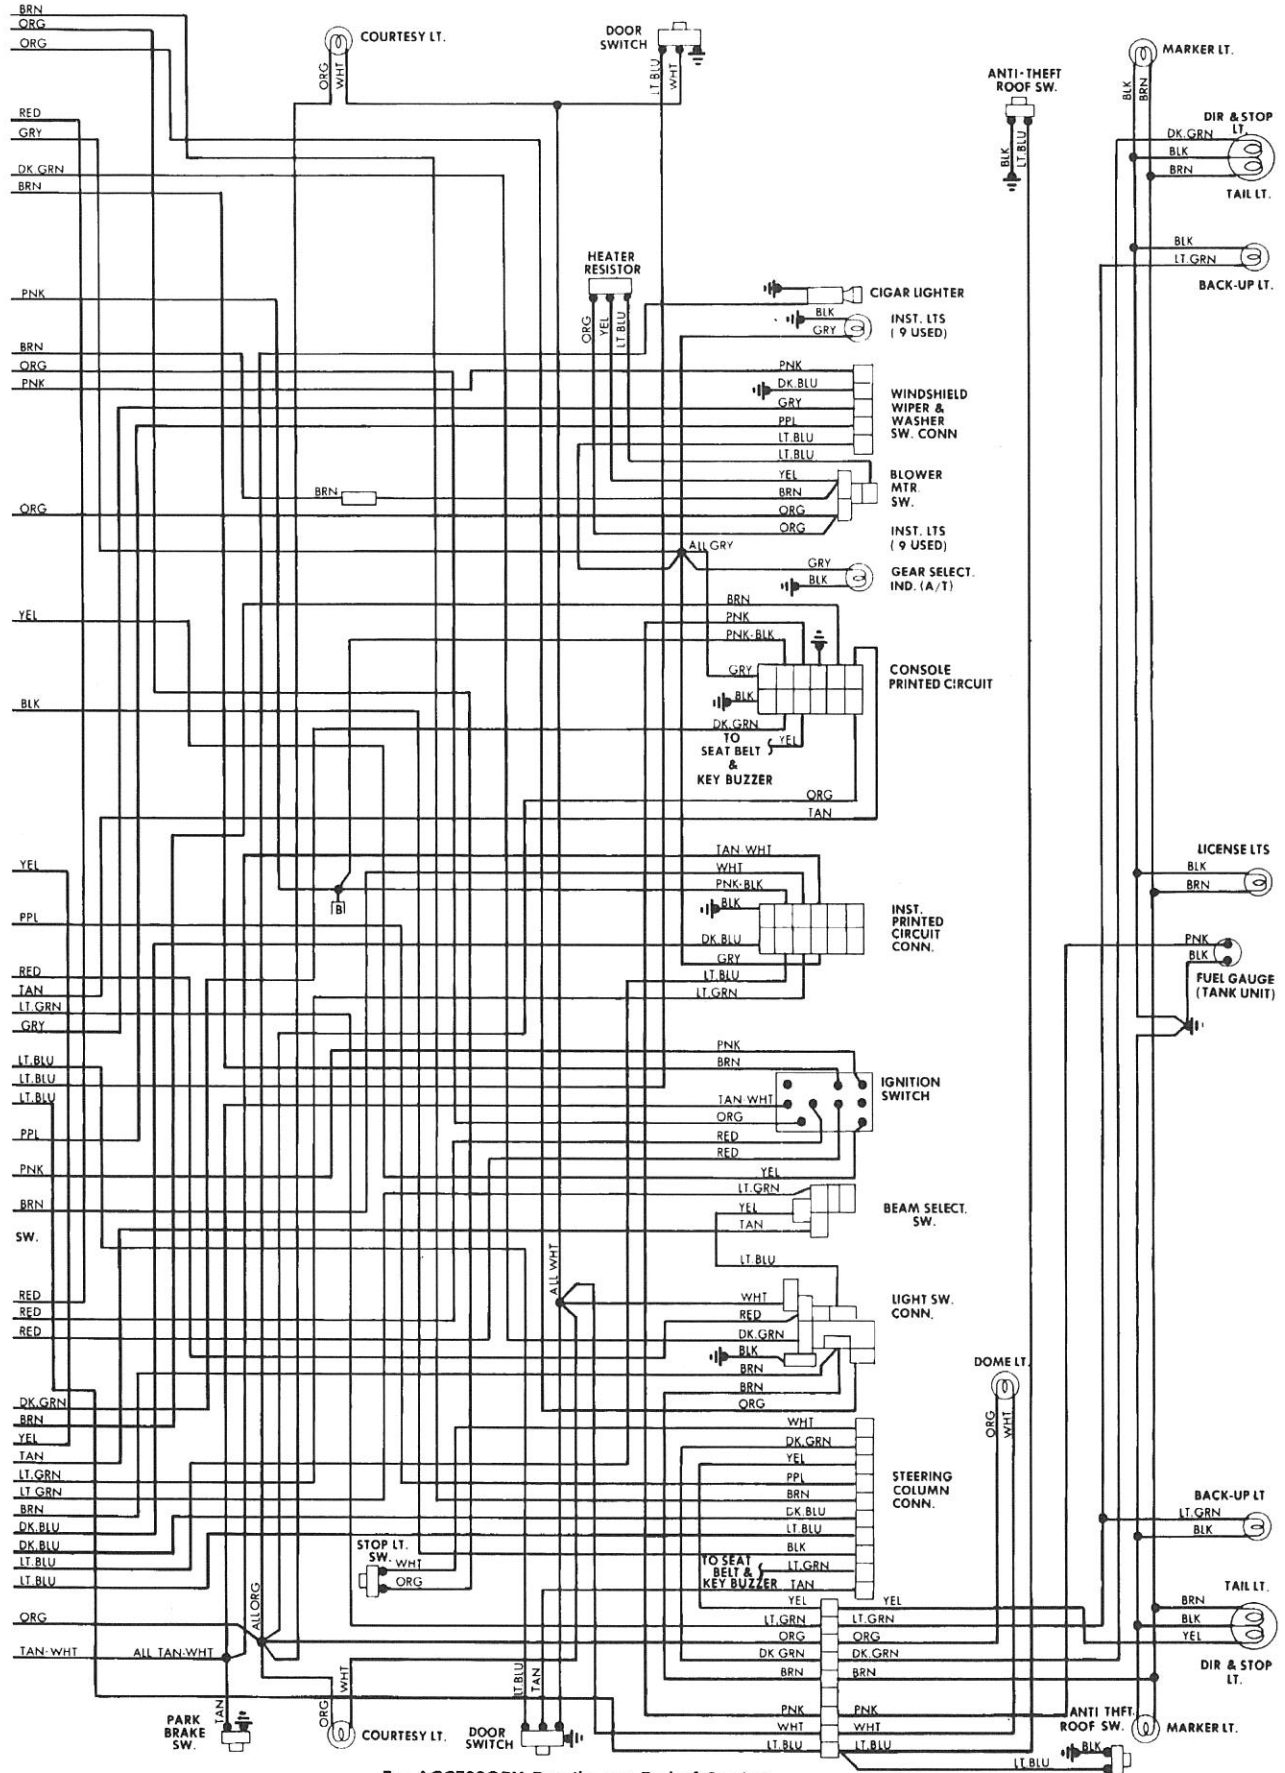 BRN
ORG
ORG
COURTESY LT.
ORG
WHT
DOOR
SWITCH
LT BLU
WHT
ANTI-THEFT
ROOF SW.
BLK
LT.BLU
MARKER LT.
BLK
BRN
DIR & STOP
LT.
DK.GRN
BLK
BRN
TAIL LT.
RED
GRY
DK GRN
BRN
BLK
LT.GRN
BACK-UP LT.
HEATER
RESISTOR
ORG
YEL
LT BLU
CIGAR LIGHTER
BLK
GRY
INST. LTS
( 9 USED)
PNK
BRN
ORG
PNK
PNK
DK.BLU
GRY
PPL
LT.BLU
WINDSHIELD
WIPER &
WASHER
SW. CONN
LT.BLU
YEL
BRN
ORG
ORG
BLOWER
MTR.
SW.
BRN
ORG
INST. LTS
( 9 USED)
ALL GRY
GRY
BLK
GEAR SELECT.
IND. (A/T)
YEL
BRN
PNK
PNK-BLK
GRY
BLK
CONSOLE
PRINTED CIRCUIT
BLK
DK.GRN
TO
SEAT BELT
&
KEY BUZZER
YEL
ORG
TAN
YEL
TAN WHT
WHT
PNK-BLK
BLK
DK.BLU
GRY
LT.BLU
LT.GRN
INST.
PRINTED
CIRCUIT
CONN.
B
LICENSE LTS
BLK
BRN
PNK
BLK
FUEL GAUGE
(TANK UNIT)
PPL
RED
TAN
LT GRN
GRY
LT.BLU
LT.BLU
LT.BLU
PPL
PNK
BRN
SW.
PNK
BRN
TAN-WHT
ORG
RED
RED
YEL
IGNITION
SWITCH
LT.GRN
YEL
TAN
BEAM SELECT.
SW.
LT.BLU
ALL WHT
WHT
RED
DK.GRN
BLK
BRN
BRN
ORG
LIGHT SW.
CONN.
RED
RED
RED
DOME LT.
ORG
WHT
DK.GRN
BRN
YEL
TAN
LT.GRN
LT GRN
BRN
DK.BLU
DK.BLU
LT.BLU
LT.BLU
WHT
DK.GRN
YEL
PPL
BRN
DK.BLU
LT.BLU
BLK
LT.GRN
TAN
STEERING
COLUMN
CONN.
TO SEAT
BELT &
KEY BUZZER
STOP LT.
SW.
WHT
ORG
BACK-UP LT
LT.GRN
BLK
TAIL LT.
BRN
BLK
YEL
DIR & STOP
LT.
ORG
ALL ORG
TAN-WHT
ALL TAN-WHT
YEL
YEL
LT.GRN
LT.GRN
ORG
ORG
DK GRN
DK.GRN
BRN
BRN
PNK
PNK
WHT
WHT
LT.BLU
LT.BLU
PARK
BRAKE
SW.
TAN
ORG
WHT
COURTESY LT.
DOOR
SWITCH
LT BLU
TAN
ANTI THEFT
ROOF SW.
BLK
LT BLU
MARKER LT.